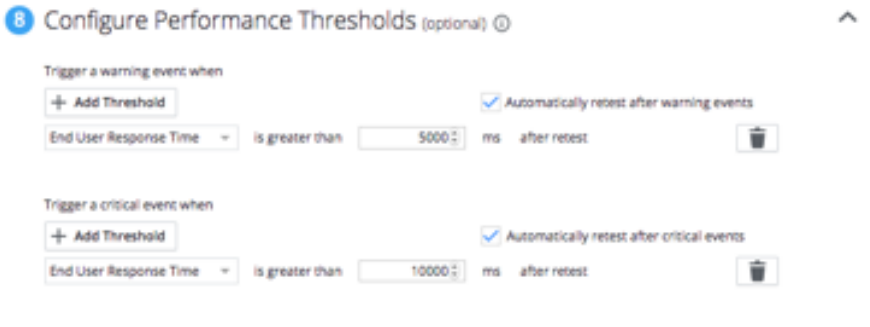 8 Configure Performance Thresholds (optional)
Trigger a warning event when
+ Add Threshold Automatically retest after warning events
End User Response Time is greater than 5000 ms after retest
Trigger a critical event when
+ Add Threshold Automatically retest after critical events
End User Response Time is greater than 10000 ms after retest